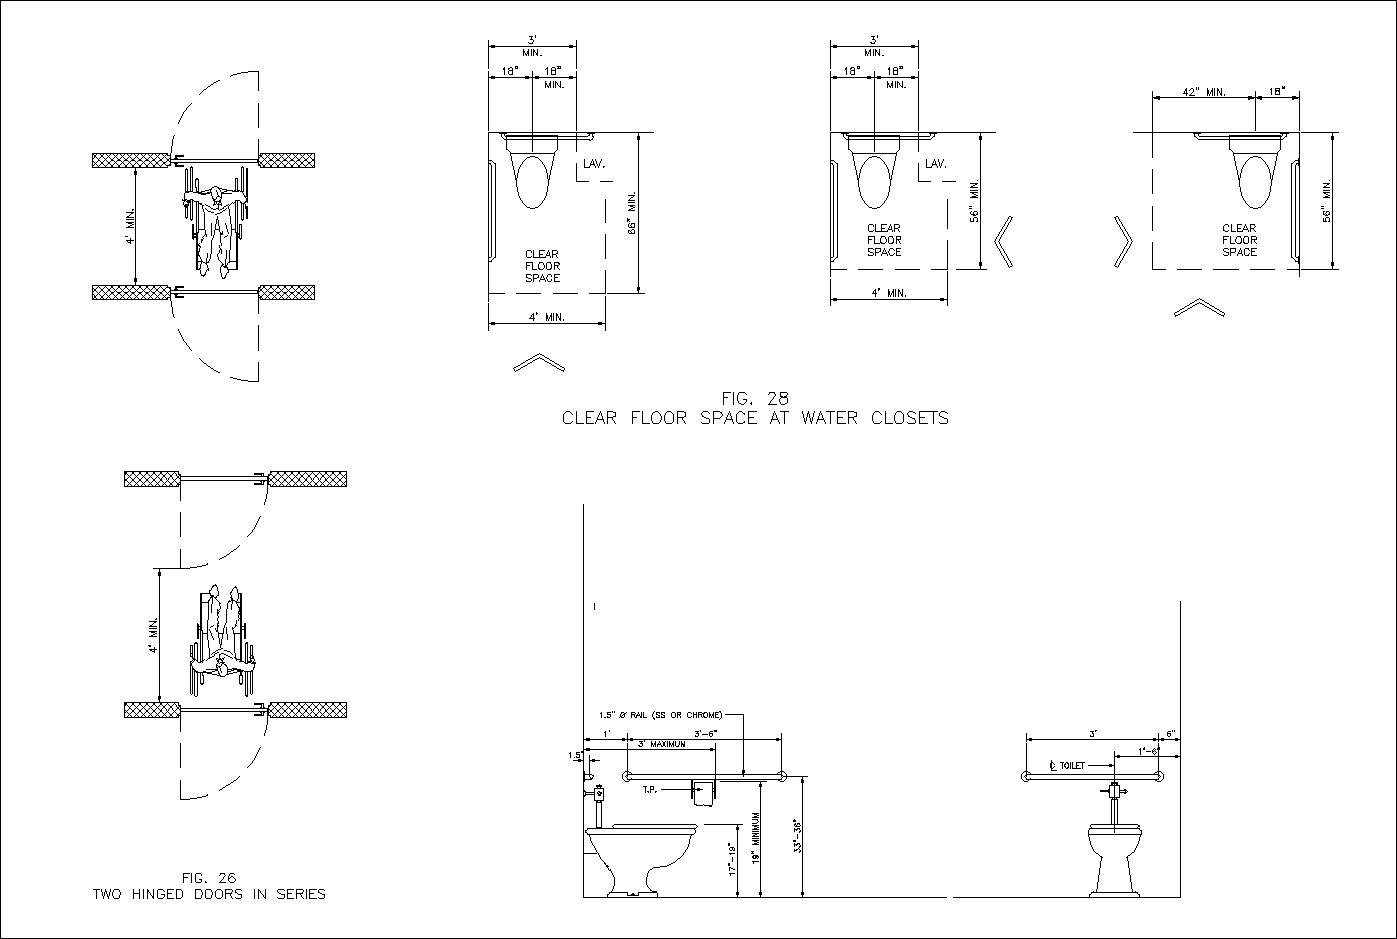 3'
MIN.
18"
18"
MIN.
LAV.
66" MIN.
CLEAR
FLOOR
SPACE
4' MIN.
3'
MIN.
18"
18"
MIN.
LAV.
56" MIN.
CLEAR
FLOOR
SPACE
4' MIN.
42" MIN.
18"
56" MIN.
CLEAR
FLOOR
SPACE
4' MIN.
FIG. 28
CLEAR FLOOR SPACE AT WATER CLOSETS
4' MIN.
FIG. 26
TWO HINGED DOORS IN SERIES
1.5" Ø' RAIL (SS OR CHROME)
1'
3'-6"
3' MAXIMUM
1.5"
T.P.
17"-19"
19" MINIMUM
33"-36"
3'
6"
1'-6"
℄ TOILET